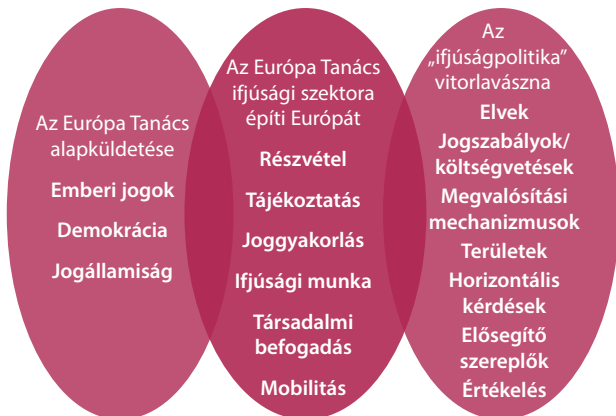 Az Európa Tanács
alapküldetése
Emberi jogok
Demokrácia
Jogállamiság
Az Európa Tanács
ifjúsági szektora
építi Európát
Részvétel
Tájékoztatás
Joggyakorlás
Ifjúsági munka
Társadalmi
befogadás
Mobilitás
Az
„ifjúságpolitika”
vitorlavászna
Elvek
Jogszabályok/
költségvetések
Megvalósítási
mechanizmusok
Területek
Horizontális
kérdések
Elősegítő
szereplők
Értékelés